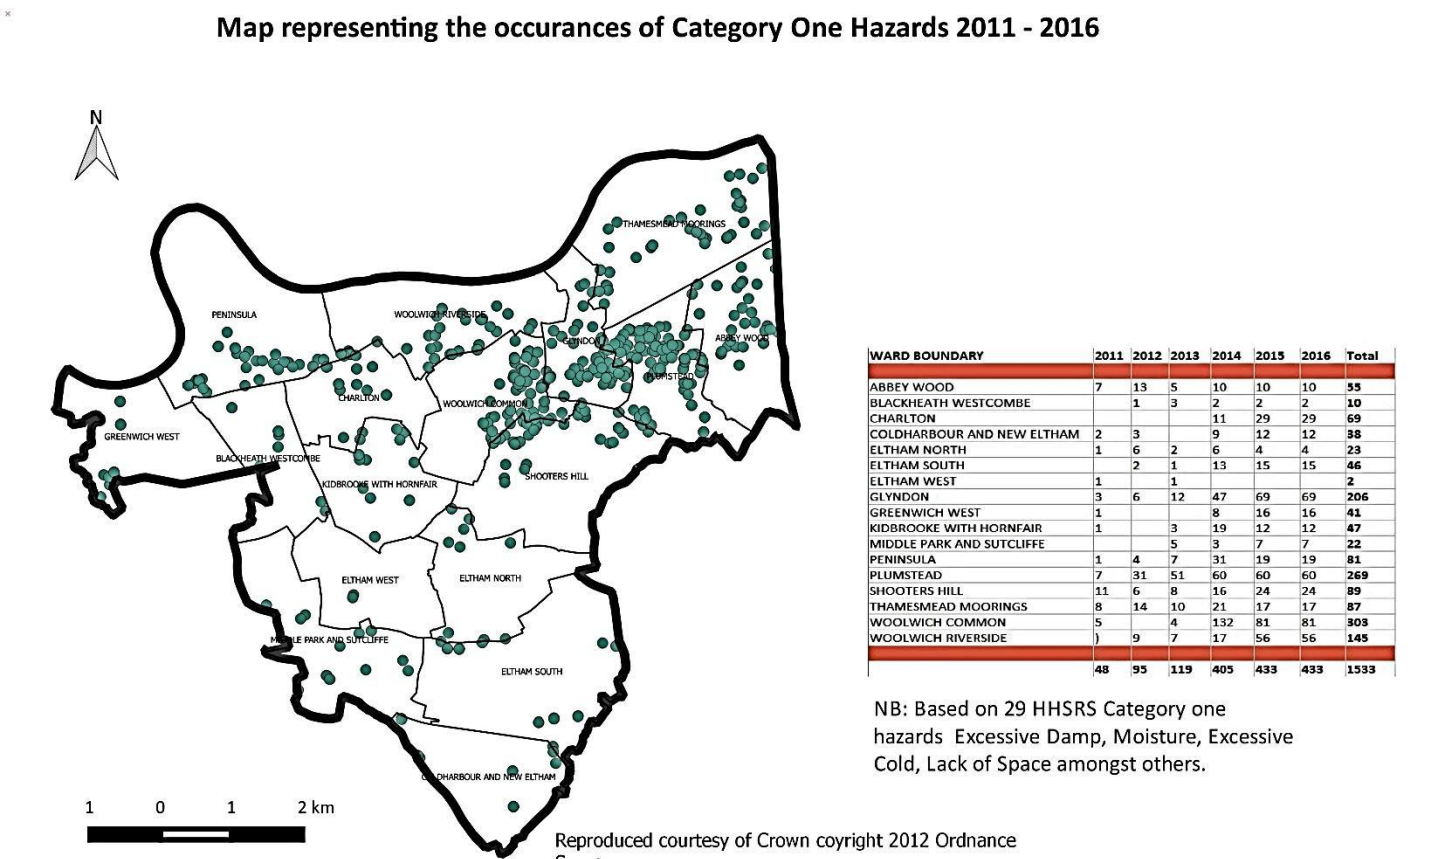 Map representing the occurances of Category One Hazards 2011 - 2016
N
THAMESMEAD MOORINGS
PENINSULA
WOOLWICH RIVERSIDE
GLYNDON
ABBEY WOOD
PLUMSTEAD
CHARLTON
WOOLWICH COMMON
GREENWICH WEST
BLACKHEATH WESTCOMBE
SHOOTERS HILL
KIDBROOKE WITH HORNFAIR
ELTHAM WEST
ELTHAM NORTH
MIDDLE PARK AND SUTCLIFFE
ELTHAM SOUTH
COLDHARBOUR AND NEW ELTHAM
1 0 1 2 km
WARD BOUNDARY 2011 2012 2013 2014 2015 2016 Total
ABBEY WOOD 7 13 5 10 10 10 55
BLACKHEATH WESTCOMBE 1 3 2 2 2 10
CHARLTON 11 29 29 69
COLDHARBOUR AND NEW ELTHAM 2 3 9 12 12 38
ELTHAM NORTH 1 6 2 6 4 4 23
ELTHAM SOUTH 2 1 13 15 15 46
ELTHAM WEST 1 1 2
GLYNDON 3 6 12 47 69 69 206
GREENWICH WEST 1 8 16 16 41
KIDBROOKE WITH HORNFAIR 1 3 19 12 12 47
MIDDLE PARK AND SUTCLIFFE 5 3 7 7 22
PENINSULA 1 4 7 31 19 19 81
PLUMSTEAD 7 31 51 60 60 60 269
SHOOTERS HILL 11 6 8 16 24 24 89
THAMESMEAD MOORINGS 8 14 10 21 17 17 87
WOOLWICH COMMON 5 4 132 81 81 303
WOOLWICH RIVERSIDE ) 9 7 17 56 56 145
48 95 119 405 433 433 1533
NB: Based on 29 HHSRS Category one
hazards Excessive Damp, Moisture, Excessive
Cold, Lack of Space amongst others.
Reproduced courtesy of Crown coyright 2012 Ordnance